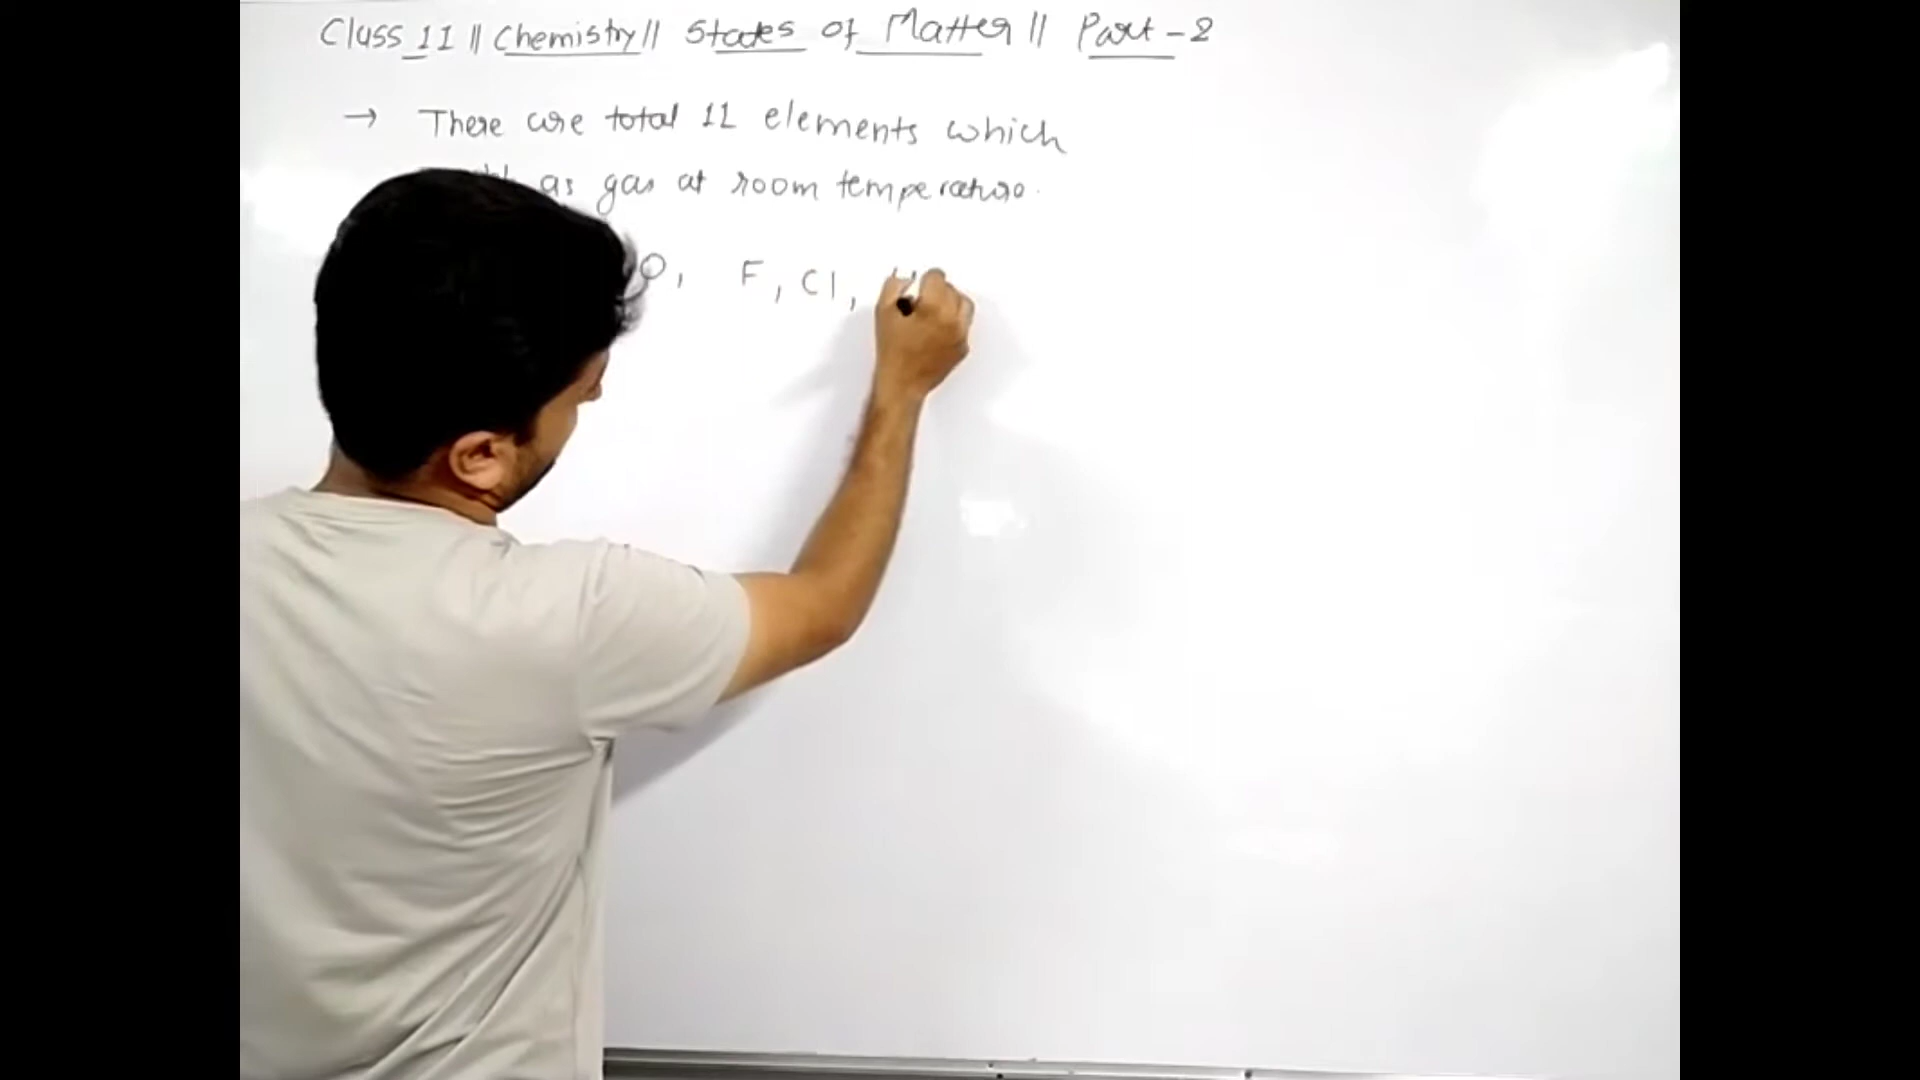 Class 11 || Chemistry || States of Matter || Part - 2
→ There are total 11 elements which
as gas at room temperature.
O, F, Cl, H